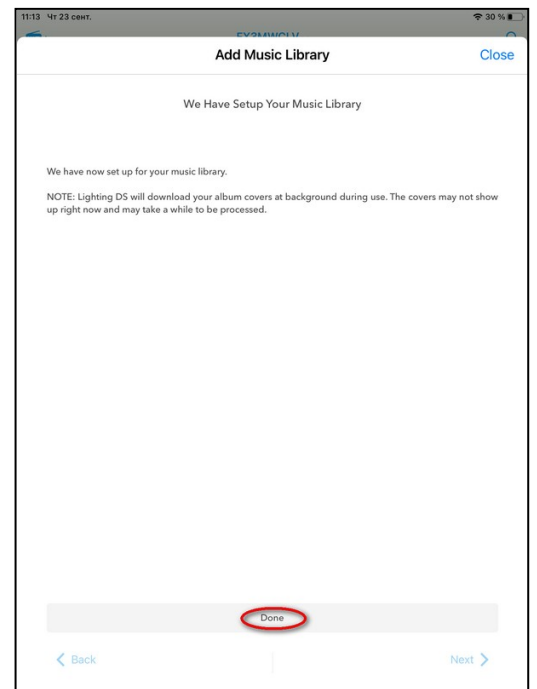 11:13 Чт 23 сент. 30 %
Add Music Library Close
We Have Setup Your Music Library
We have now set up for your music library.
NOTE: Lighting DS will download your album covers at background during use. The covers may not show
up right now and may take a while to be processed.
Done
Back Next